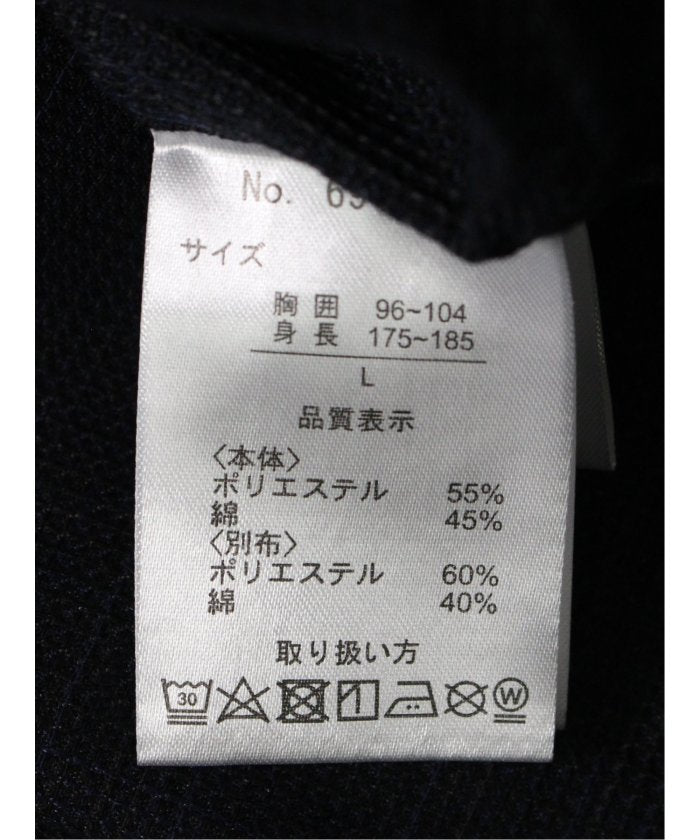 No. 69
サイズ
胸囲 96~104
身長 175~185
L
品質表示
〈本体〉
ポリエステル 55%
綿 45%
〈別布〉
ポリエステル 60%
綿 40%
取り扱い方
30
W